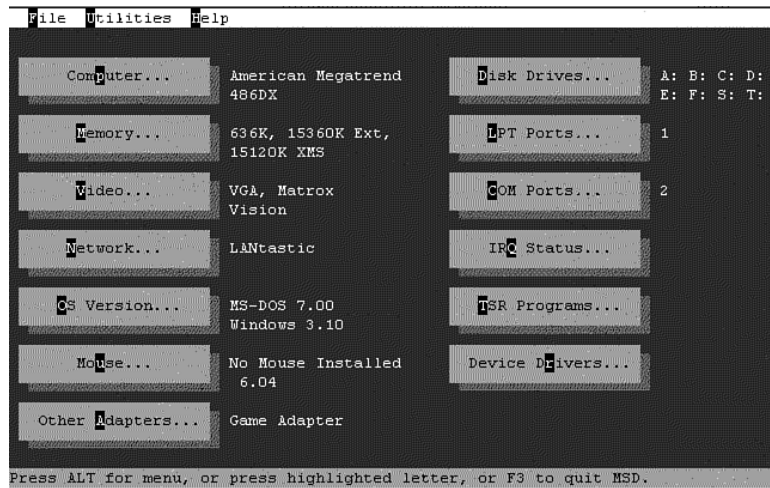 File Utilities Help
Computer... American Megatrend
486DX
Disk Drives... A: B: C: D:
E: F: S: T:
Memory... 636K, 15360K Ext,
15120K XMS
LPT Ports... 1
Video... VGA, Matrox
Vision
COM Ports... 2
Network... LANtastic
IRQ Status...
OS Version... MS-DOS 7.00
Windows 3.10
TSR Programs...
Mouse... No Mouse Installed
6.04
Device Drivers...
Other Adapters... Game Adapter
Press ALT for menu, or press highlighted letter, or F3 to quit MSD.